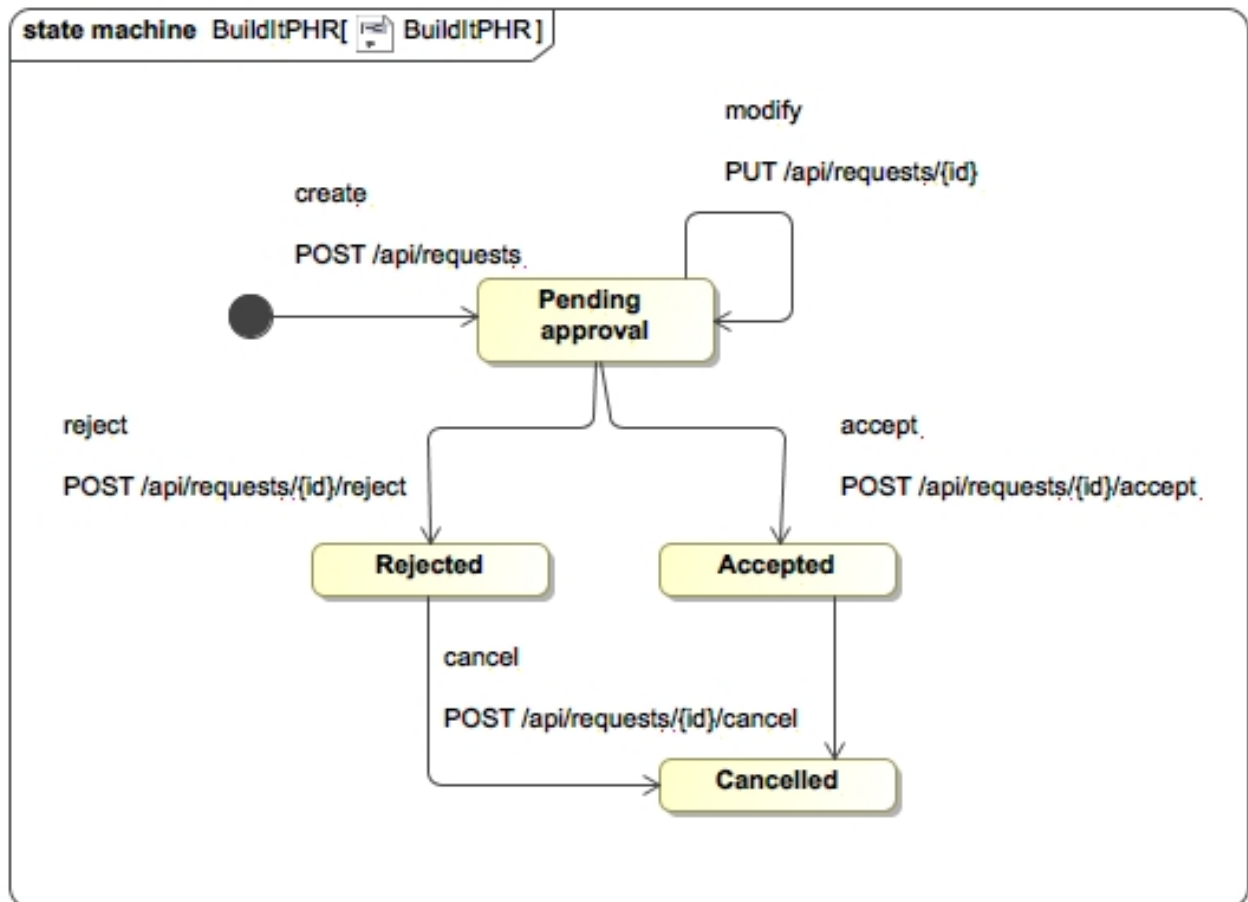 state machine BuildItPHR[ BuildItPHR ]
modify
PUT /api/requests/{id}
create
POST /api/requests
Pending
approval
reject
accept
POST /api/requests/{id}/reject
POST /api/requests/{id}/accept
Rejected
Accepted
cancel
POST /api/requests/{id}/cancel
Cancelled